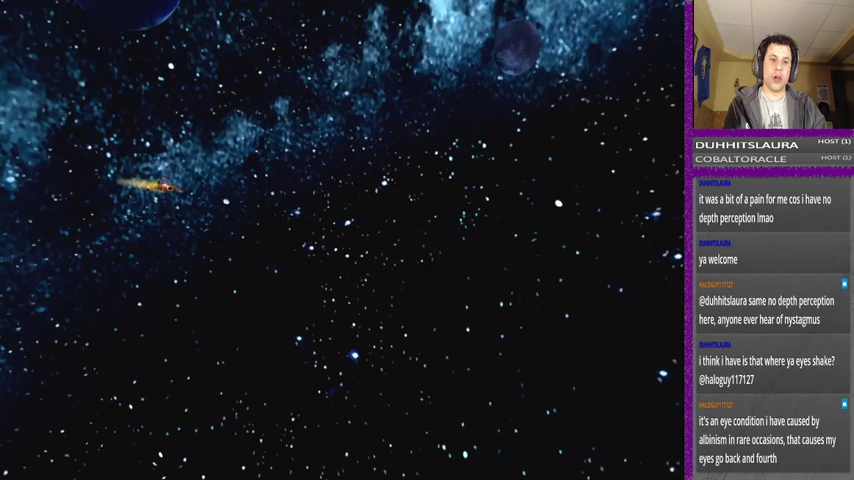 DUHHITSLAURA HOST (1)
COBALTORACLE HOST (1)
DUHHITSLAURA
it was a bit of a pain for me cos i have no
depth perception lmao
DUHHITSLAURA
ya welcome
HALOGUY117127
@duhhitslaura same no depth perception
here, anyone ever hear of nystagmus
DUHHITSLAURA
i think i have is that where ya eyes shake?
@haloguy117127
HALOGUY117127
it's an eye condition i have caused by
albinism in rare occasions, that causes my
eyes go back and fourth